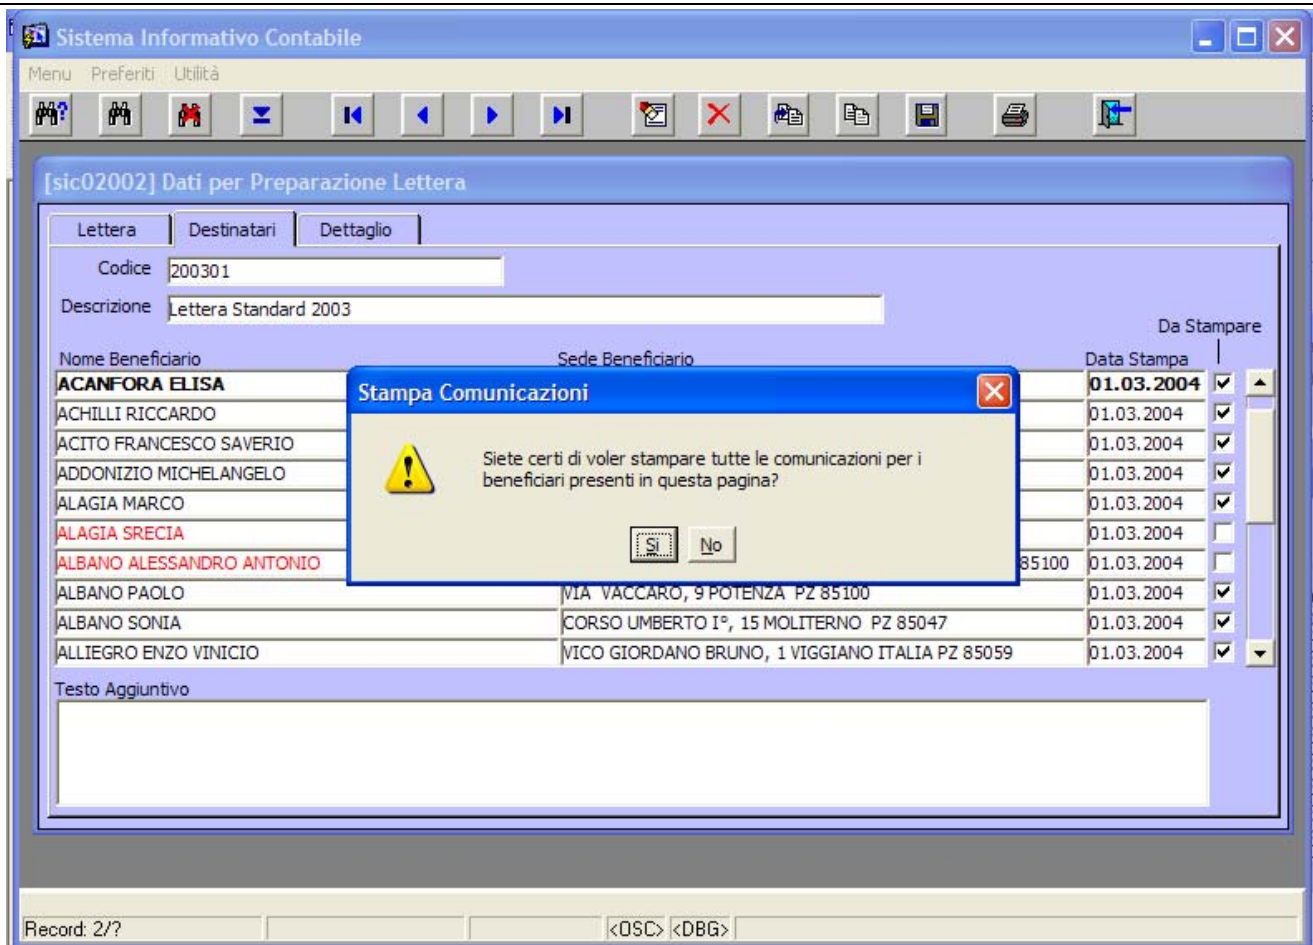 Sistema Informativo Contabile
Menu Preferiti Utilità
[sic02002] Dati per Preparazione Lettera
Lettera Destinatari Dettaglio
Codice 200301
Descrizione Lettera Standard 2003
Da Stampare
Nome Beneficiario Sede Beneficiario Data Stampa
ACANFORA ELISA 01.03.2004
ACHILLI RICCARDO 01.03.2004
ACITO FRANCESCO SAVERIO 01.03.2004
ADDONIZIO MICHELANGELO 01.03.2004
ALAGIA MARCO 01.03.2004
ALAGIA SRECIA 01.03.2004
ALBANO ALESSANDRO ANTONIO 85100 01.03.2004
ALBANO PAOLO VIA VACCARO, 9 POTENZA PZ 85100 01.03.2004
ALBANO SONIA CORSO UMBERTO I°, 15 MOLITERNO PZ 85047 01.03.2004
ALLIEGRO ENZO VINICIO VICO GIORDANO BRUNO, 1 VIGGIANO ITALIA PZ 85059 01.03.2004
Stampa Comunicazioni
Siete certi di voler stampare tutte le comunicazioni per i
beneficiari presenti in questa pagina?
Si No
Testo Aggiuntivo
Record: 2/? <OSC> <DBG>